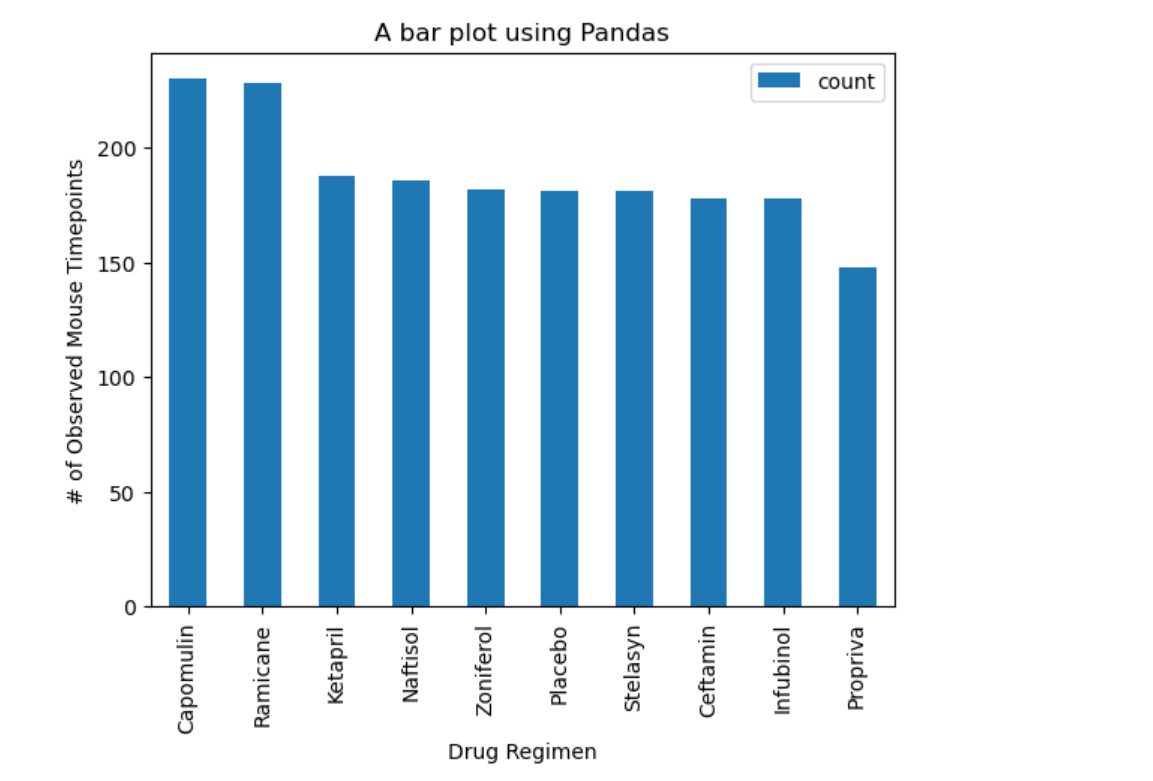 A bar plot using Pandas
count
# of Observed Mouse Timepoints
200
150
100
50
0
Capomulin
Ramicane
Ketapril
Naftisol
Zoniferol
Placebo
Stelasyn
Ceftamin
Infubinol
Propriva
Drug Regimen